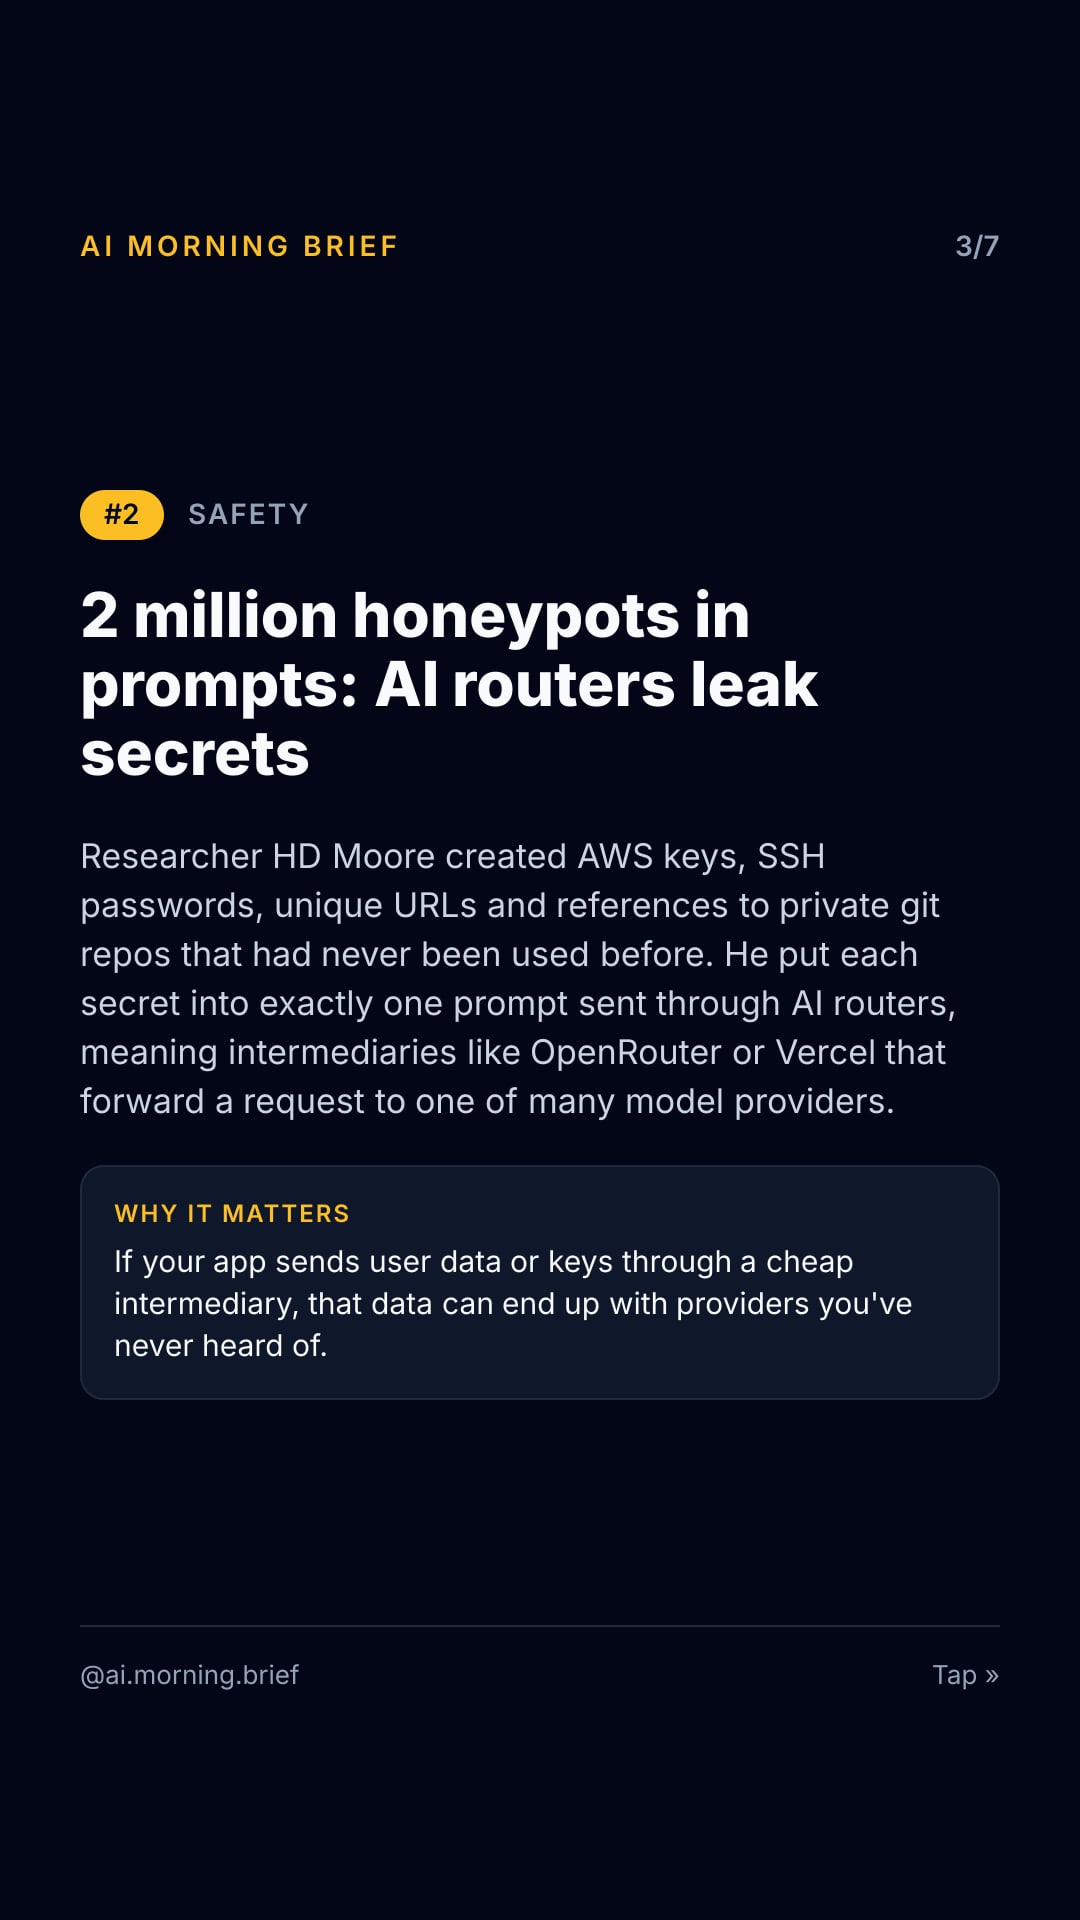 AI MORNING BRIEF
3/7
#2
SAFETY
2 million honeypots in
prompts: AI routers leak
secrets
Researcher HD Moore created AWS keys, SSH
passwords, unique URLs and references to private git
repos that had never been used before. He put each
secret into exactly one prompt sent through AI routers,
meaning intermediaries like OpenRouter or Vercel that
forward a request to one of many model providers.
WHY IT MATTERS
If your app sends user data or keys through a cheap
intermediary, that data can end up with providers you've
never heard of.
@ai.morning.brief
Tap »